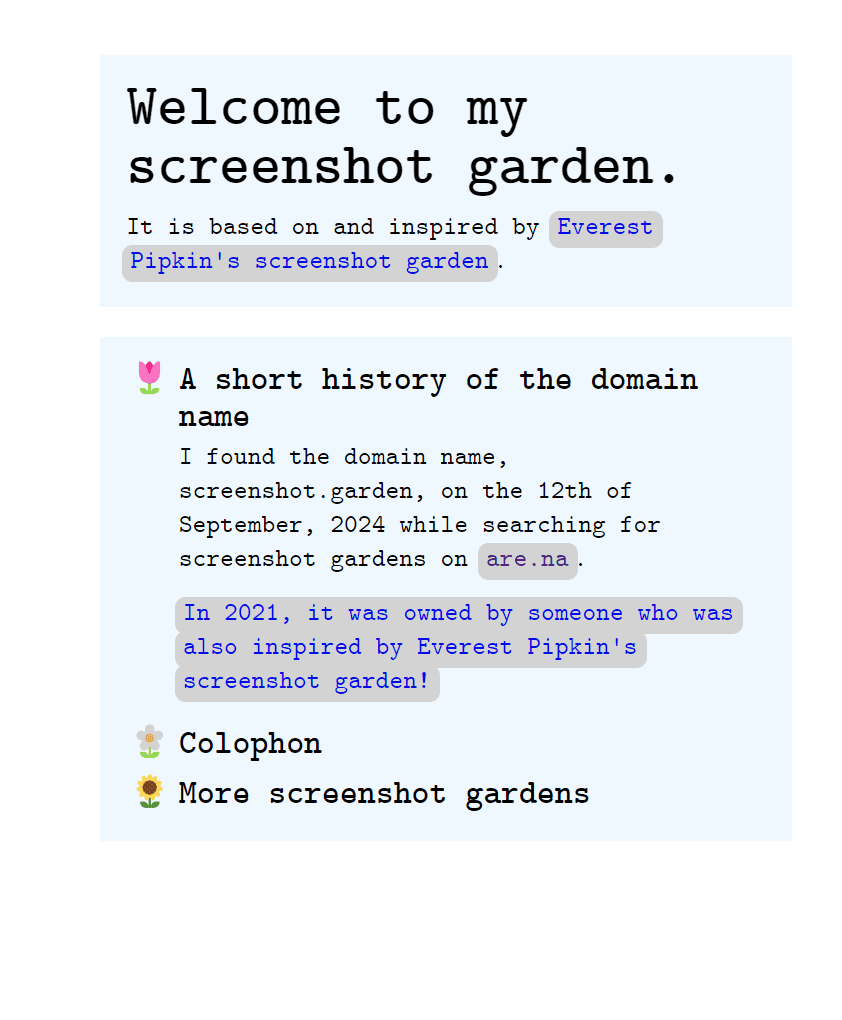 Welcome to my
screenshot garden.
It is based on and inspired by Everest
Pipkin's screenshot garden.
A short history of the domain
name
I found the domain name,
screenshot.garden, on the 12th of
September, 2024 while searching for
screenshot gardens on are.na.
In 2021, it was owned by someone who was
also inspired by Everest Pipkin's
screenshot garden!
Colophon
More screenshot gardens